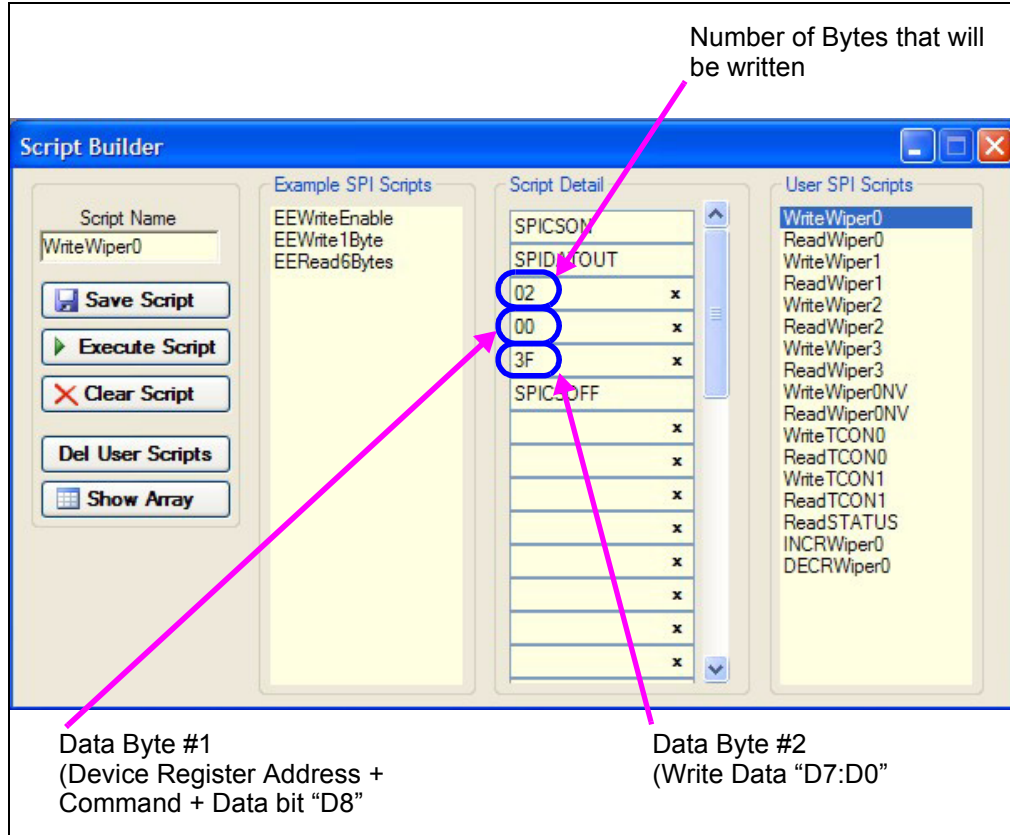 Number of Bytes that will
be written
Script Builder
Script Name
WriteWiper0
Save Script
Execute Script
Clear Script
Del User Scripts
Show Array
Example SPI Scripts
EEWriteEnable
EEWrite1Byte
EERead6Bytes
Script Detail
SPICSON
SPIDATOUT
02 x
00 x
3F x
SPICSOFF
x
x
x
x
x
x
x
x
User SPI Scripts
WriteWiper0
ReadWiper0
WriteWiper1
ReadWiper1
WriteWiper2
ReadWiper2
WriteWiper3
ReadWiper3
WriteWiper0NV
ReadWiper0NV
WriteTCON0
ReadTCON0
WriteTCON1
ReadTCON1
ReadSTATUS
INCRWiper0
DECRWiper0
Data Byte #1
(Device Register Address +
Command + Data bit “D8”
Data Byte #2
(Write Data “D7:D0”